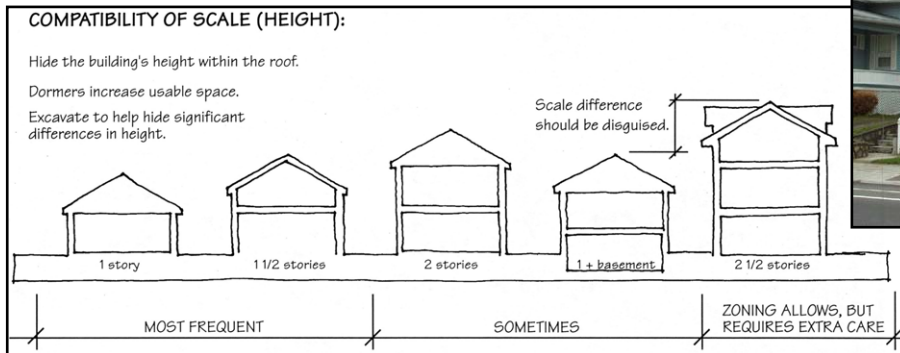 COMPATIBILITY OF SCALE (HEIGHT):
Hide the building's height within the roof.
Dormers increase usable space.
Excavate to help hide significant
differences in height.
Scale difference
should be disguised.
1 story
1 1/2 stories
2 stories
1 + basement
2 1/2 stories
MOST FREQUENT
SOMETIMES
ZONING ALLOWS, BUT
REQUIRES EXTRA CARE